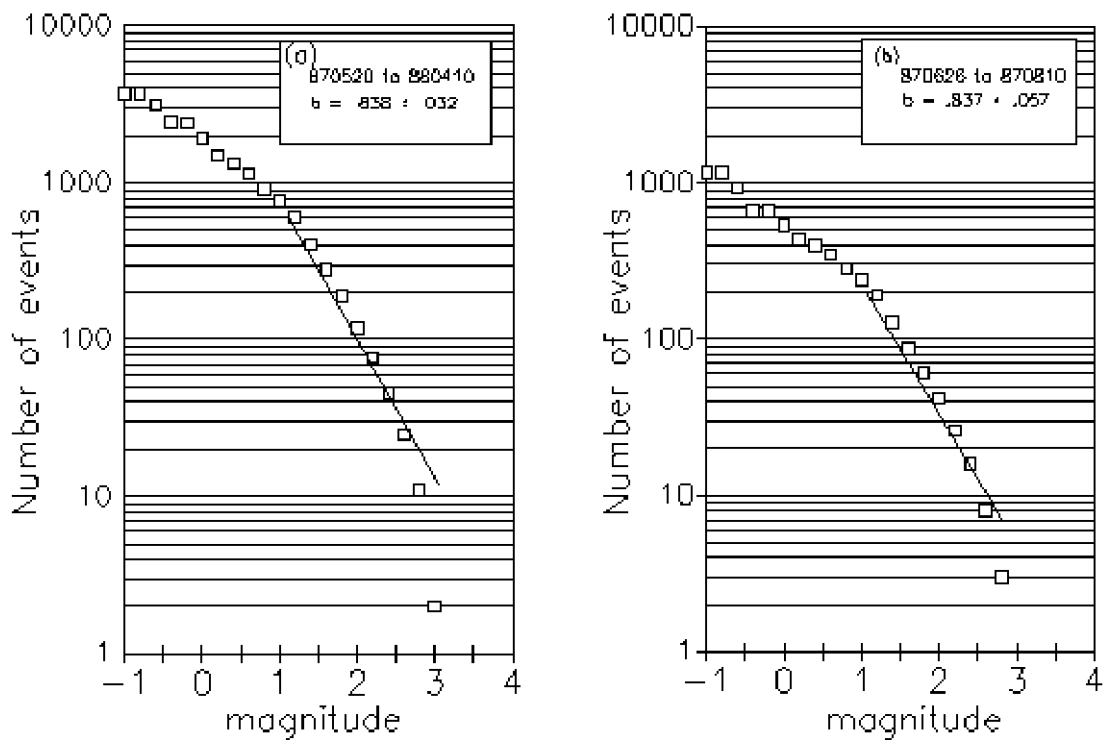 (a)
870520 to 880410
b = .838 ± .032
10000
1000
100
10
1
Number of events
-1 0 1 2 3 4
magnitude
(b)
870626 to 870810
b = .837 ± .057
10000
1000
100
10
1
Number of events
-1 0 1 2 3 4
magnitude